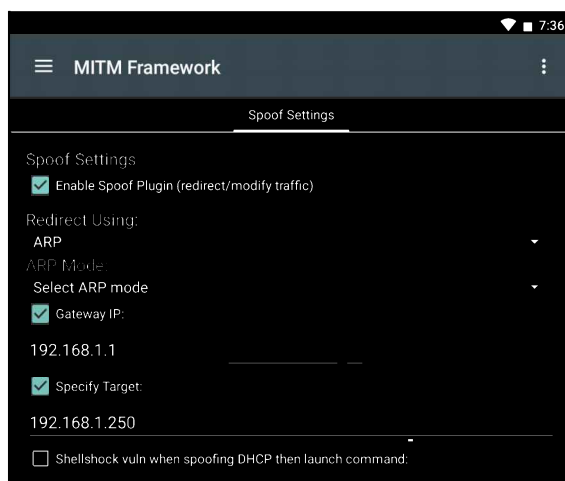 7:36
MITM Framework
Spoof Settings
Spoof Settings
Enable Spoof Plugin (redirect/modify traffic)
Redirect Using:
ARP
ARP Mode:
Select ARP mode
Gateway IP:
192.168.1.1
Specify Target:
192.168.1.250
Shellshock vuln when spoofing DHCP then launch command: